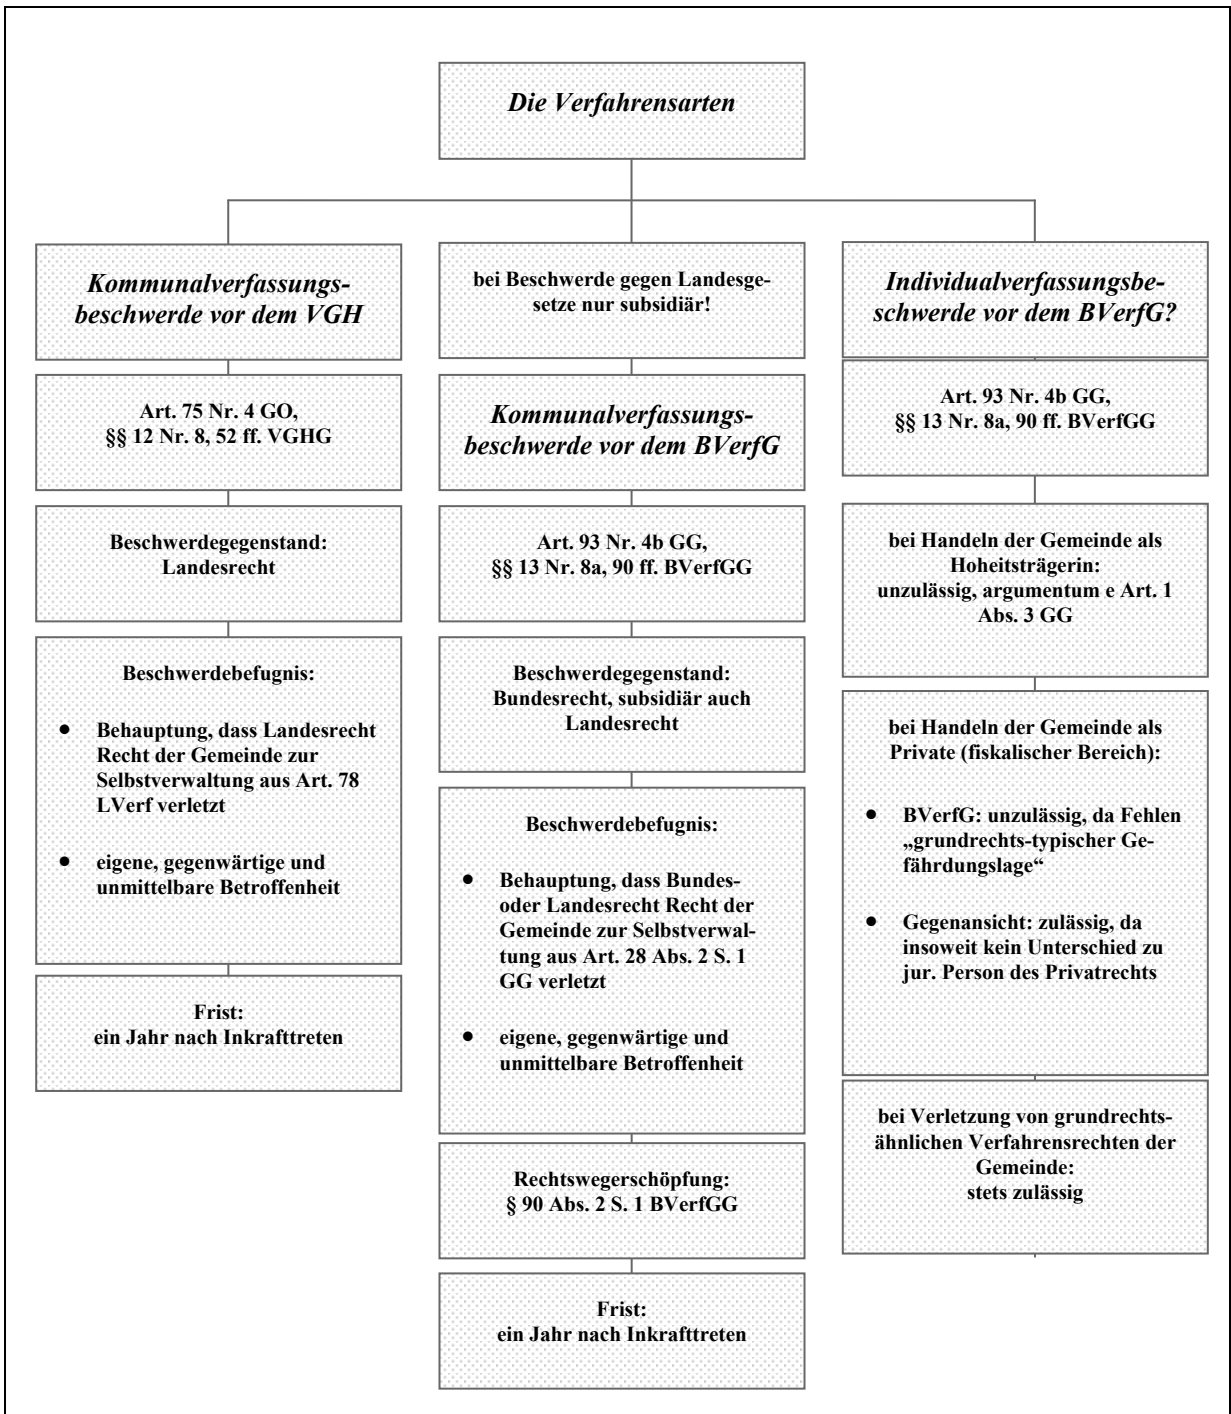 Die Verfahrensarten
Kommunalverfassungs-
beschwerde vor dem VGH
Art. 75 Nr. 4 GO,
§§ 12 Nr. 8, 52 ff. VGHG
Beschwerdegegenstand:
Landesrecht
Beschwerdebefugnis:
• Behauptung, dass Landesrecht
Recht der Gemeinde zur
Selbstverwaltung aus Art. 78
LVerf verletzt
• eigene, gegenwärtige und
unmittelbare Betroffenheit
Frist:
ein Jahr nach Inkrafttreten
bei Beschwerde gegen Landesge-
setze nur subsidiär!
Kommunalverfassungs-
beschwerde vor dem BVerfG
Art. 93 Nr. 4b GG,
§§ 13 Nr. 8a, 90 ff. BVerfGG
Beschwerdegegenstand:
Bundesrecht, subsidiär auch
Landesrecht
Beschwerdebefugnis:
• Behauptung, dass Bundes-
oder Landesrecht Recht der
Gemeinde zur Selbstverwal-
tung aus Art. 28 Abs. 2 S. 1
GG verletzt
• eigene, gegenwärtige und
unmittelbare Betroffenheit
Rechtswegerschöpfung:
§ 90 Abs. 2 S. 1 BVerfGG
Frist:
ein Jahr nach Inkrafttreten
Individualverfassungsbe-
schwerde vor dem BVerfG?
Art. 93 Nr. 4b GG,
§§ 13 Nr. 8a, 90 ff. BVerfGG
bei Handeln der Gemeinde als
Hoheitsträgerin:
unzulässig, argumentum e Art. 1
Abs. 3 GG
bei Handeln der Gemeinde als
Private (fiskalischer Bereich):
• BVerfG: unzulässig, da Fehlen
„grundrechts-typischer Ge-
fährdungslage“
• Gegenansicht: zulässig, da
insoweit kein Unterschied zu
jur. Person des Privatrechts
bei Verletzung von grundrechts-
ähnlichen Verfahrensrechten der
Gemeinde:
stets zulässig